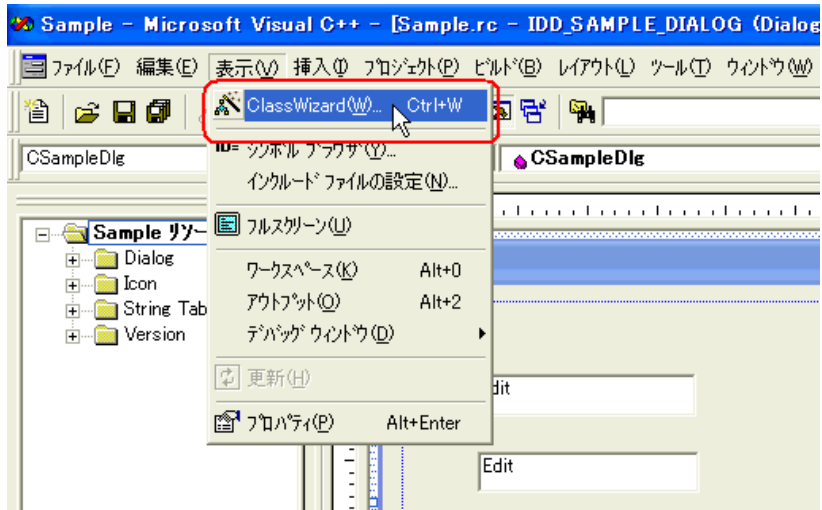 Sample - Microsoft Visual C++ - [Sample.rc - IDD_SAMPLE_DIALOG (Dialog
ファイル(F) 編集(E) 表示(V) 挿入(I) プロジェクト(P) ビルド(B) レイアウト(L) ツール(T) ウィンドウ(W)
ClassWizard(W)... Ctrl+W
CSampleDlg
ID= シンボル ブラウザ(Y)...
CSampleDlg
インクルード ファイルの設定(N)...
Sample リソー
フルスクリーン(U)
Dialog
Icon
String Tab
Version
ワークスペース(K) Alt+0
アウトプット(O) Alt+2
デバッグ ウィンドウ(D)
更新(H)
プロパティ(P) Alt+Enter
dit
Edit